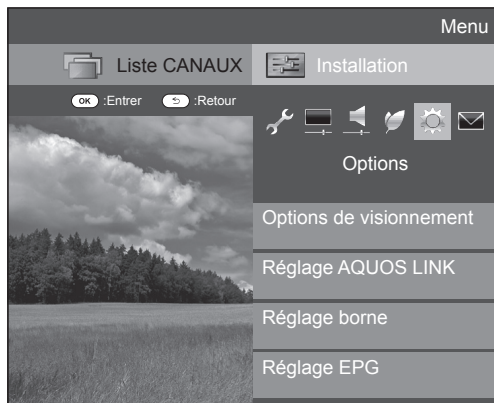 Menu
Liste CANAUX
Installation
OK :Entrer :Retour
Options
Options de visionnement
Réglage AQUOS LINK
Réglage borne
Réglage EPG